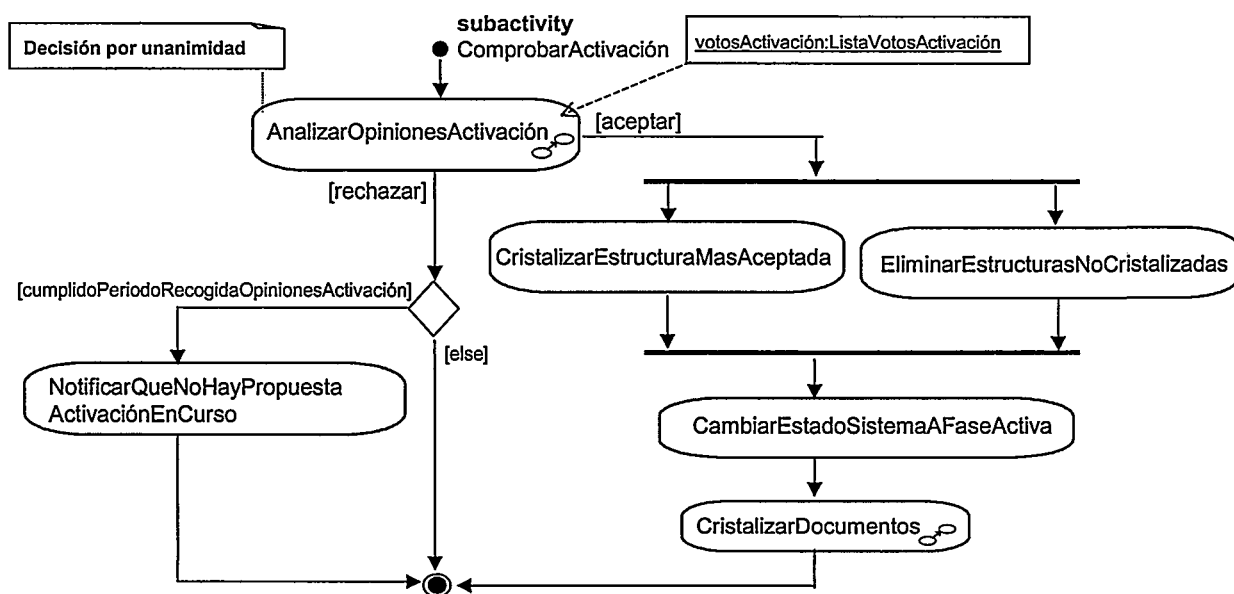 subactivity
Decisión por unanimidad
ComprobarActivación
votosActivación:ListaVotosActivación
AnalizarOpinionesActivación
[aceptar]
[rechazar]
CristalizarEstructuraMasAceptada
EliminarEstructurasNoCristalizadas
[cumplidoPeriodoRecogidaOpinionesActivación]
[else]
NotificarQueNoHayPropuesta
ActivaciónEnCurso
CambiarEstadoSistemaAFaseActiva
CristalizarDocumentos